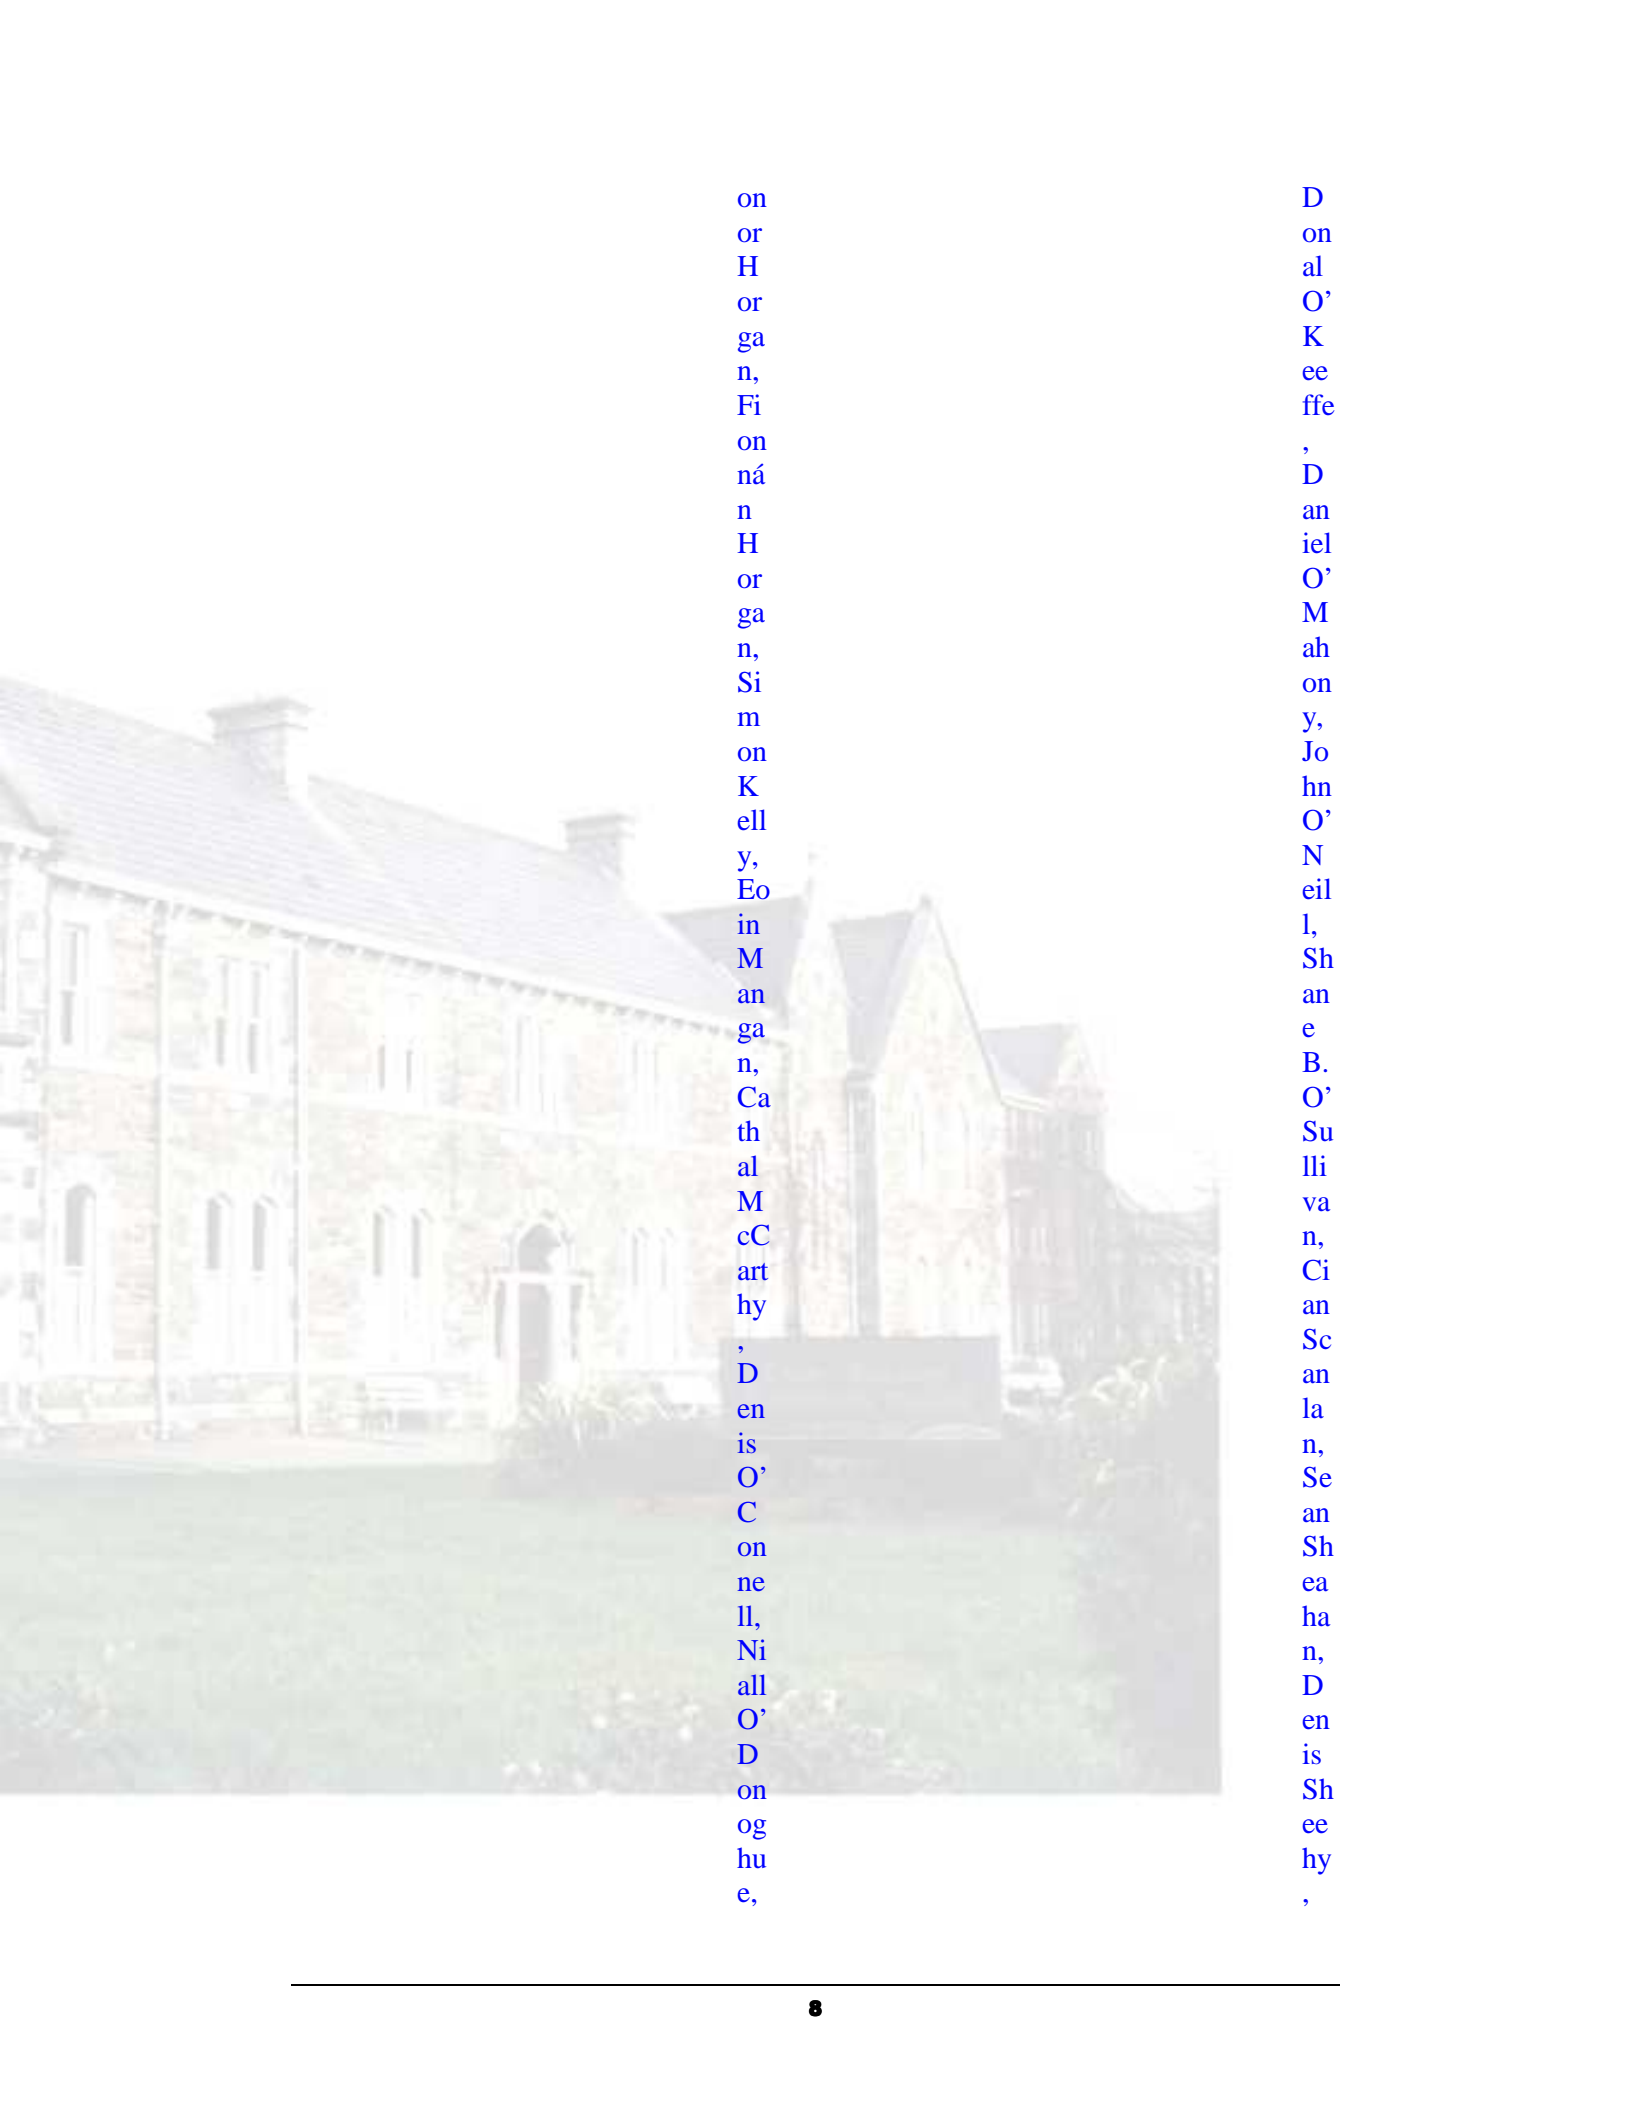 on
or
H
or
ga
n,
Fi
on
ná
n
H
or
ga
n,
Si
m
on
K
ell
y,
Eo
in
M
an
ga
n,
Ca
th
al
M
cC
art
hy
,
D
en
is
O’
C
on
ne
ll,
Ni
all
O’
D
on
og
hu
e,
D
on
al
O’
K
ee
ffe
,
D
an
iel
O’
M
ah
on
y,
Jo
hn
O’
N
eil
l,
Sh
an
e
B.
O’
Su
lli
va
n,
Ci
an
Sc
an
la
n,
Se
an
Sh
ea
ha
n,
D
en
is
Sh
ee
hy
,
8